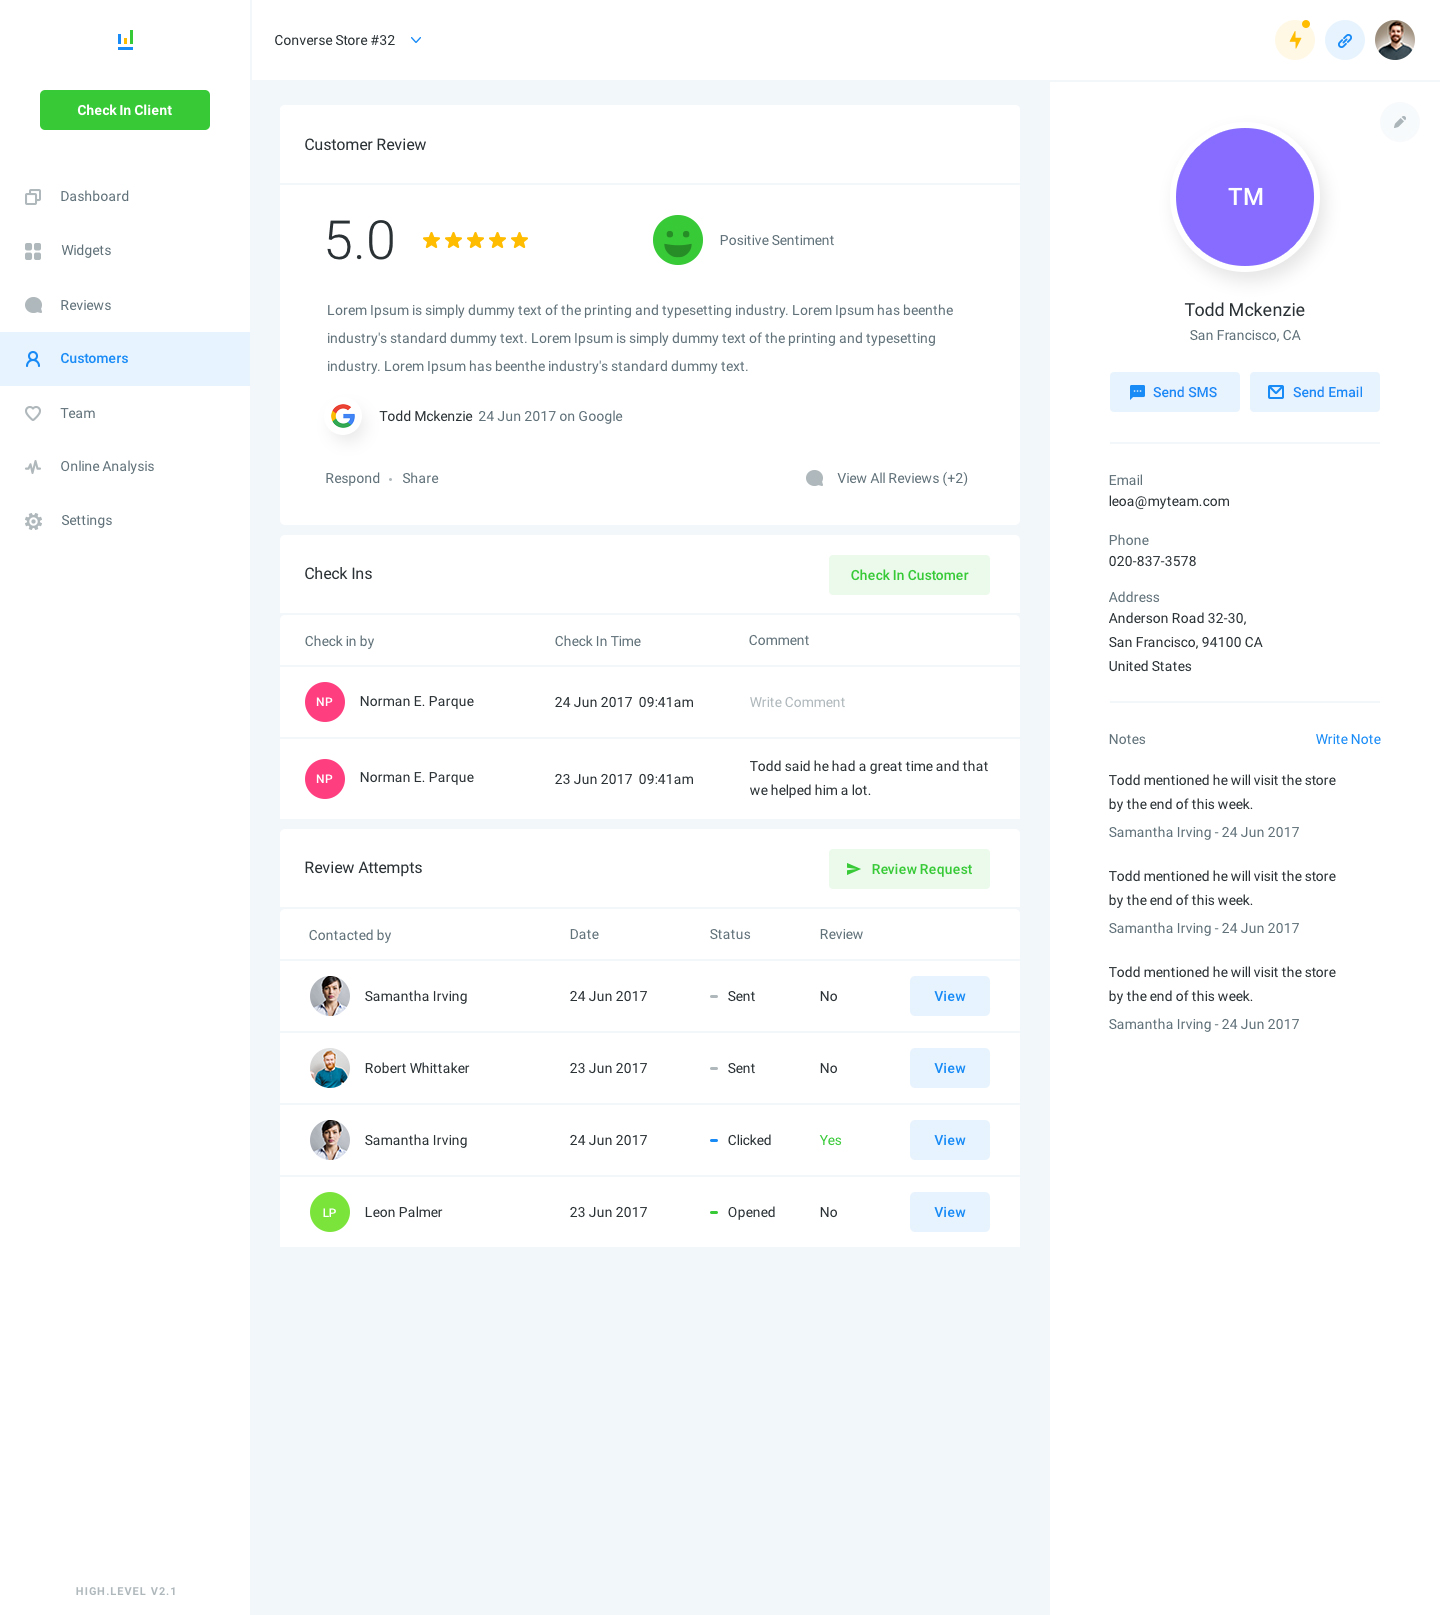 Converse Store #32
Check In Client
Dashboard
Widgets
Reviews
Customers
Team
Online Analysis
Settings
HIGH.LEVEL V2.1
Customer Review
5.0
Positive Sentiment
Lorem Ipsum is simply dummy text of the printing and typesetting industry. Lorem Ipsum has beenthe
industry's standard dummy text. Lorem Ipsum is simply dummy text of the printing and typesetting
industry. Lorem Ipsum has beenthe industry's standard dummy text.
G Todd Mckenzie 24 Jun 2017 on Google
Respond Share View All Reviews (+2)
Check Ins Check In Customer
Check in by Check In Time Comment
NP Norman E. Parque 24 Jun 2017 09:41am Write Comment
NP Norman E. Parque 23 Jun 2017 09:41am Todd said he had a great time and that
we helped him a lot.
Review Attempts Review Request
Contacted by Date Status Review
Samantha Irving 24 Jun 2017 Sent No View
Robert Whittaker 23 Jun 2017 Sent No View
Samantha Irving 24 Jun 2017 Clicked Yes View
LP Leon Palmer 23 Jun 2017 Opened No View
TM
Todd Mckenzie
San Francisco, CA
Send SMS Send Email
Email
leoa@myteam.com
Phone
020-837-3578
Address
Anderson Road 32-30,
San Francisco, 94100 CA
United States
Notes Write Note
Todd mentioned he will visit the store
by the end of this week.
Samantha Irving - 24 Jun 2017
Todd mentioned he will visit the store
by the end of this week.
Samantha Irving - 24 Jun 2017
Todd mentioned he will visit the store
by the end of this week.
Samantha Irving - 24 Jun 2017